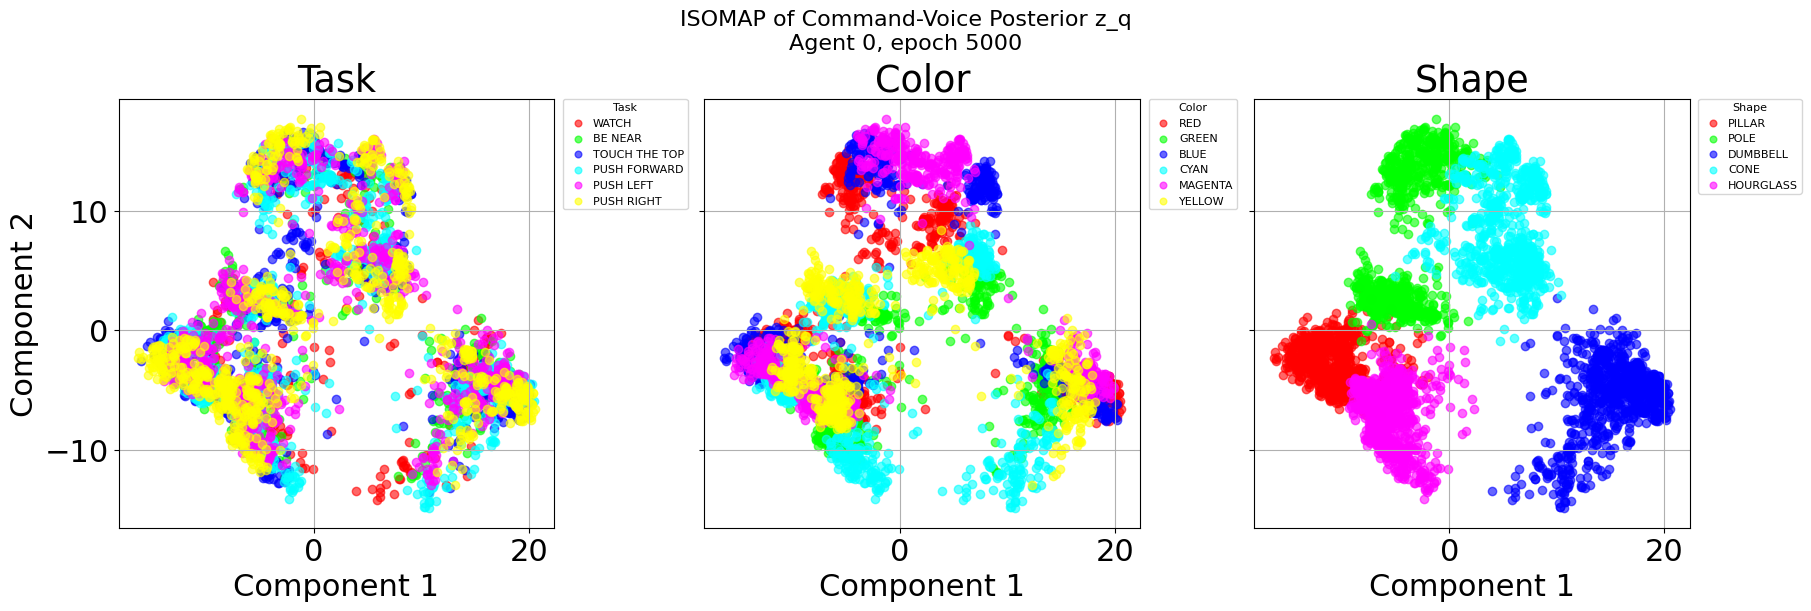 ISOMAP of Command-Voice Posterior z_q
Agent 0, epoch 5000
Task
Color
Shape
Task
WATCH
BE NEAR
TOUCH THE TOP
PUSH FORWARD
PUSH LEFT
PUSH RIGHT
Color
RED
GREEN
BLUE
CYAN
MAGENTA
YELLOW
Shape
PILLAR
POLE
DUMBBELL
CONE
HOURGLASS
Component 2
10
0
−10
0 20
0 20
0 20
Component 1
Component 1
Component 1